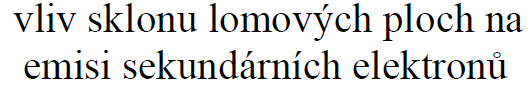 vliv sklonu lomových ploch na
emisi sekundárních elektronů